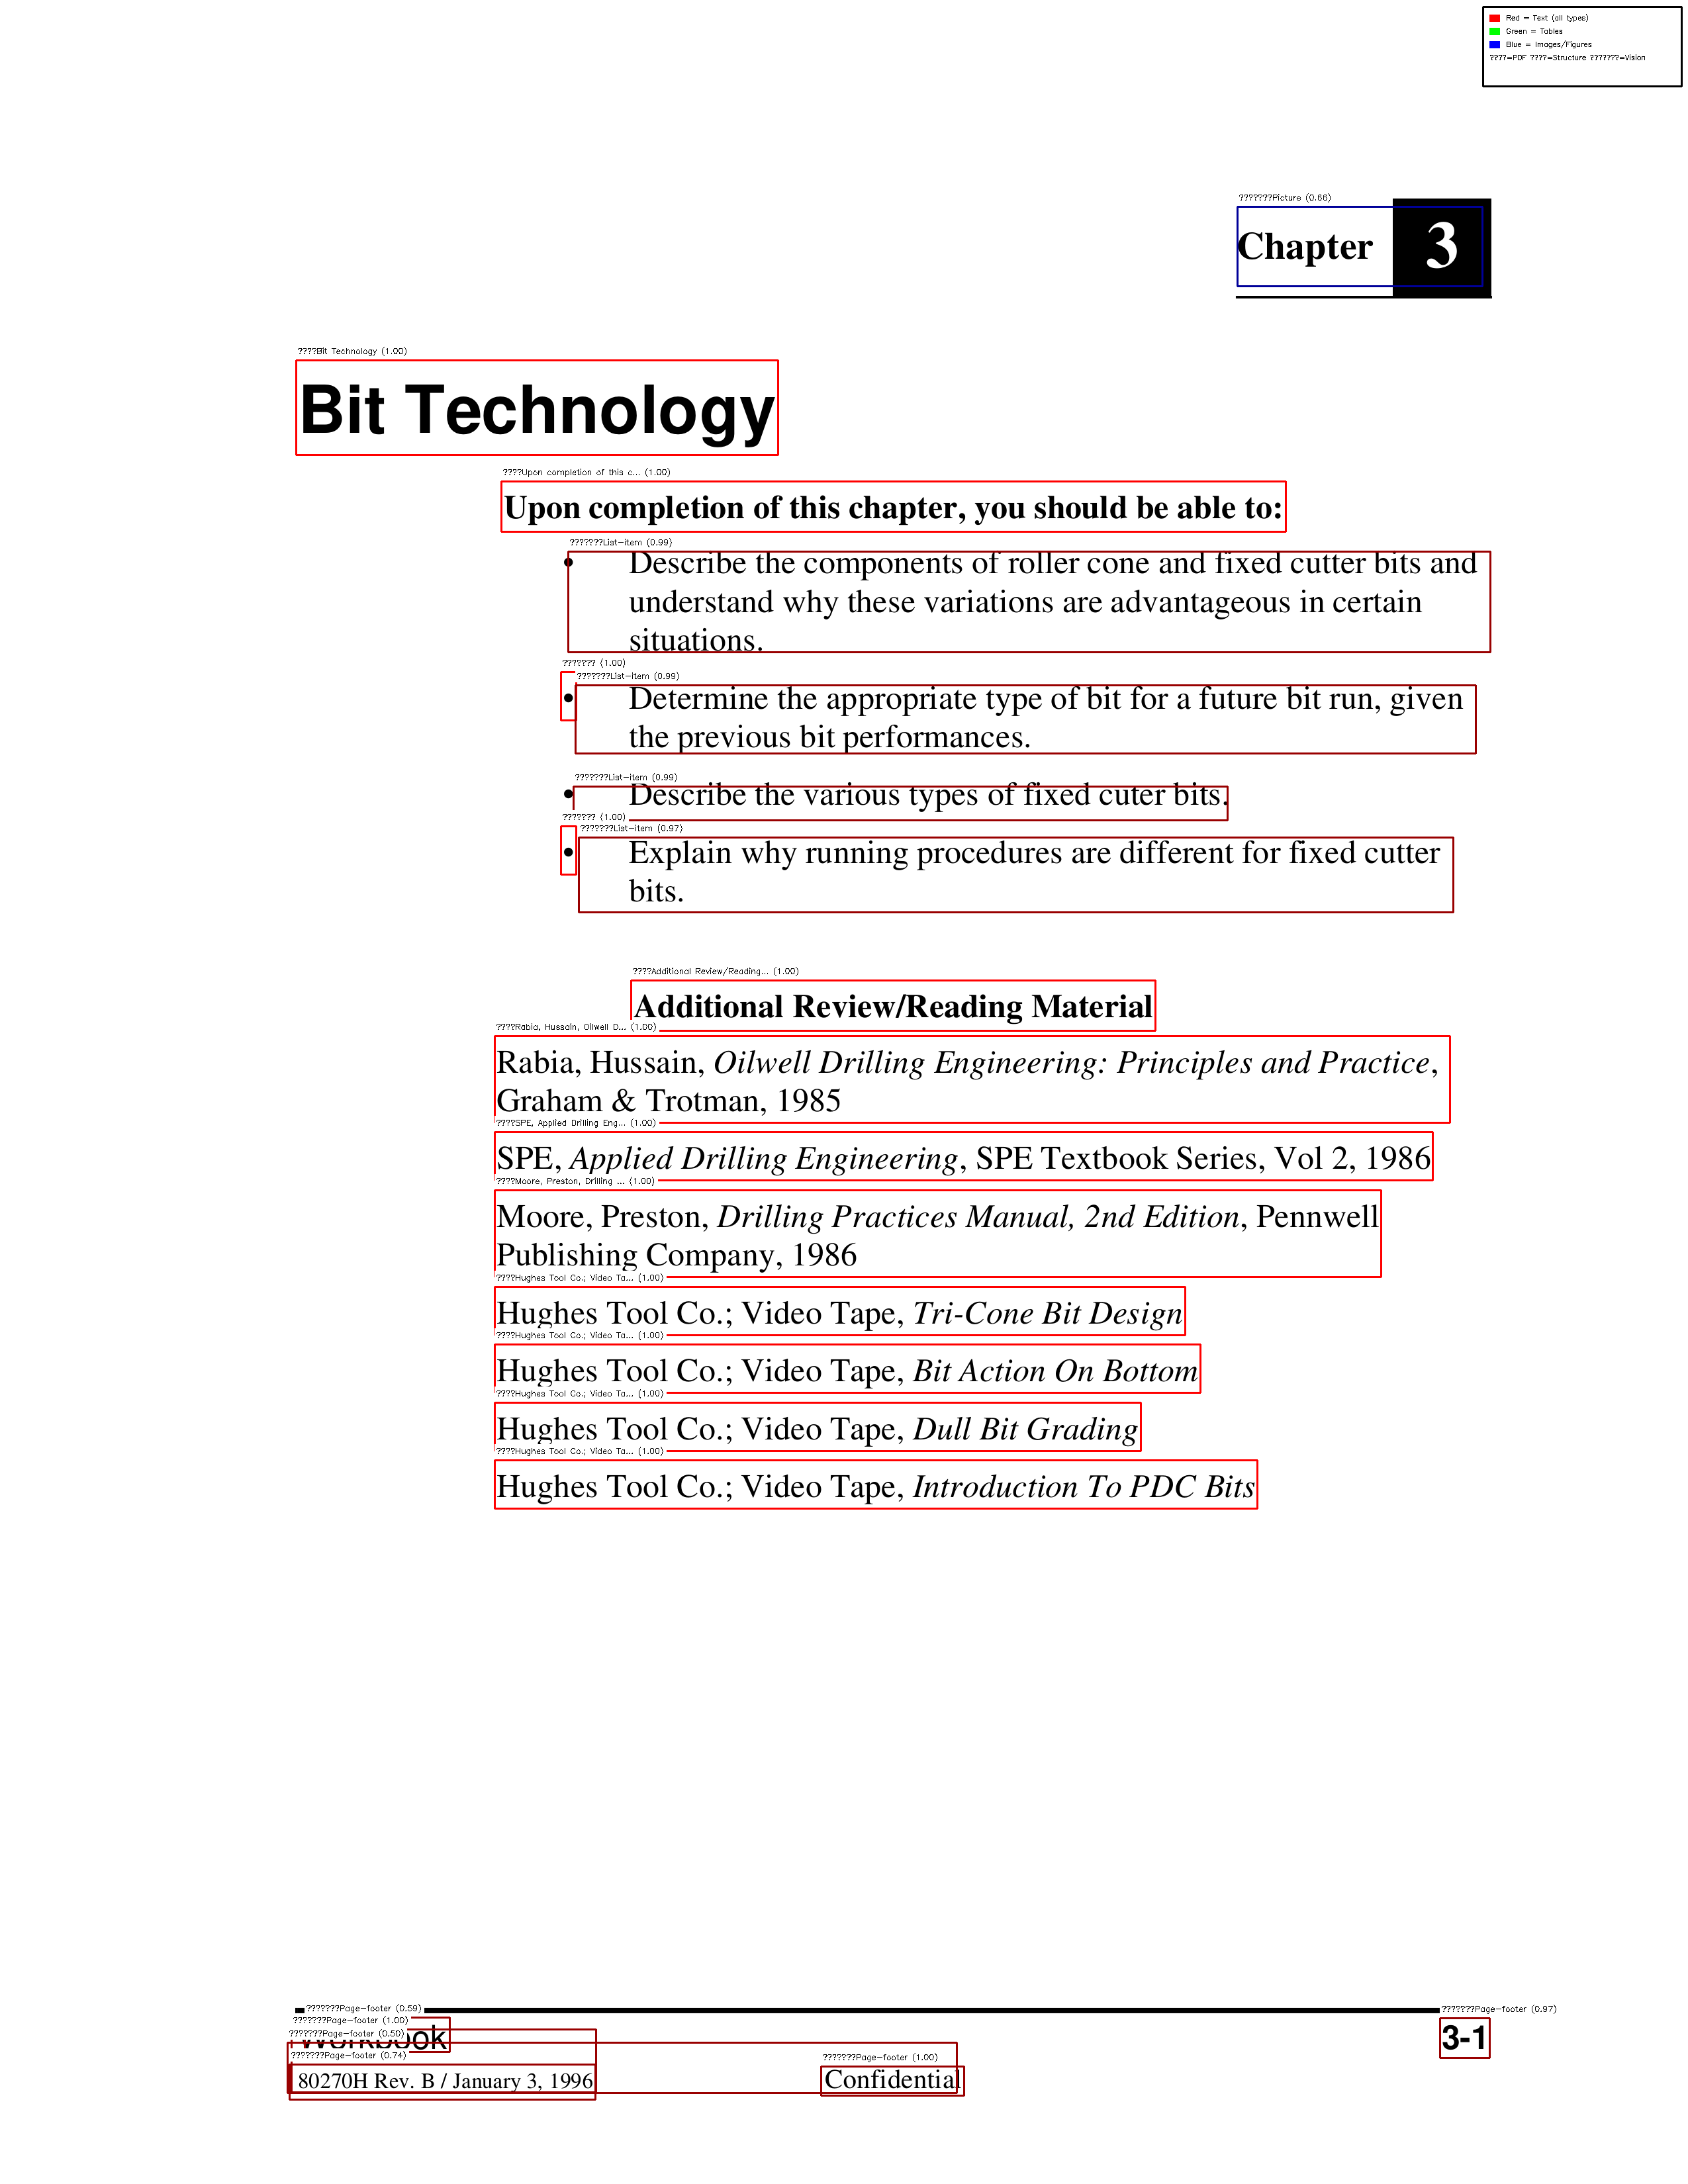 Red = Text (all types)
Green = Tables
Blue = Images/Figures
????=PDF ????=Structure ???????=Vision
???????Picture (0.66)
Chapter 3
????Bit Technology (1.00)
Bit Technology
????Upon completion of this c... (1.00)
Upon completion of this chapter, you should be able to:
???????List-item (0.99)
• Describe the components of roller cone and fixed cutter bits and
understand why these variations are advantageous in certain
situations.
??????? (1.00)
???????List-item (0.99)
• Determine the appropriate type of bit for a future bit run, given
the previous bit performances.
???????List-item (0.99)
• Describe the various types of fixed cuter bits.
??????? (1.00)
???????List-item (0.97)
• Explain why running procedures are different for fixed cutter
bits.
????Additional Review/Reading... (1.00)
Additional Review/Reading Material
????Rabia, Hussain, Oilwell D... (1.00)
Rabia, Hussain, Oilwell Drilling Engineering: Principles and Practice,
Graham & Trotman, 1985
????SPE, Applied Drilling Eng... (1.00)
SPE, Applied Drilling Engineering, SPE Textbook Series, Vol 2, 1986
????Moore, Preston, Drilling ... (1.00)
Moore, Preston, Drilling Practices Manual, 2nd Edition, Pennwell
Publishing Company, 1986
????Hughes Tool Co.; Video Ta... (1.00)
Hughes Tool Co.; Video Tape, Tri-Cone Bit Design
????Hughes Tool Co.; Video Ta... (1.00)
Hughes Tool Co.; Video Tape, Bit Action On Bottom
????Hughes Tool Co.; Video Ta... (1.00)
Hughes Tool Co.; Video Tape, Dull Bit Grading
????Hughes Tool Co.; Video Ta... (1.00)
Hughes Tool Co.; Video Tape, Introduction To PDC Bits
???????Page-footer (0.59)
???????Page-footer (0.97)
???????Page-footer (1.00)
???????Page-footer (0.50)
Workbook
3-1
???????Page-footer (0.74)
???????Page-footer (1.00)
80270H Rev. B / January 3, 1996
Confidential